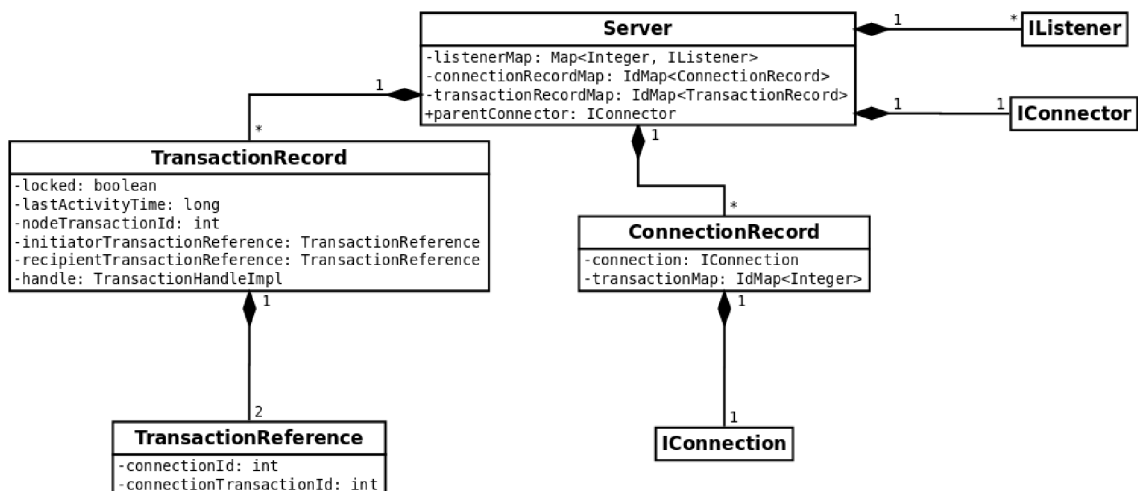 Server
-listenerMap: Map<Integer, IListener>
-connectionRecordMap: IdMap<ConnectionRecord>
-transactionRecordMap: IdMap<TransactionRecord>
+parentConnector: IConnector
1
*
IListener
1
1
IConnector
1
*
1
*
TransactionRecord
-locked: boolean
-lastActivityTime: long
-nodeTransactionId: int
-initiatorTransactionReference: TransactionReference
-recipientTransactionReference: TransactionReference
-handle: TransactionHandleImpl
ConnectionRecord
-connection: IConnection
-transactionMap: IdMap<Integer>
1
2
1
1
TransactionReference
-connectionId: int
-connectionTransactionId: int
IConnection